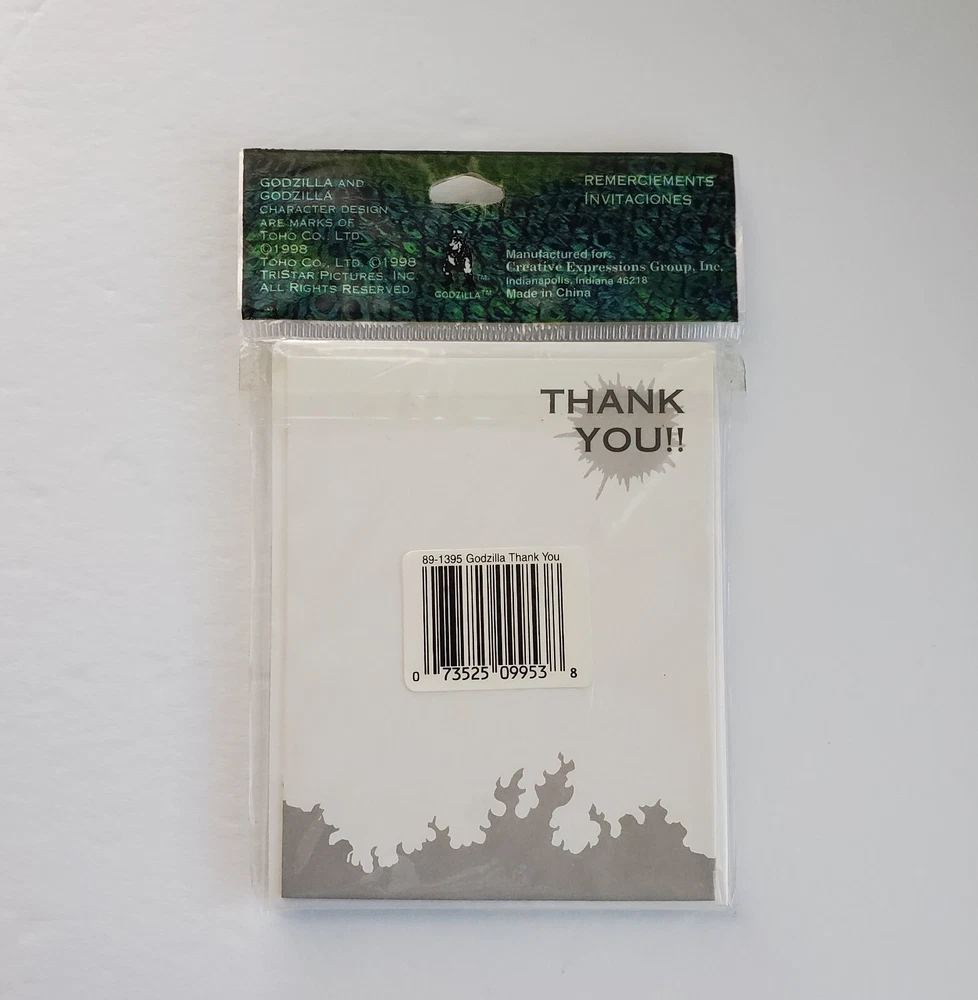 GODZILLA AND
GODZILLA
CHARACTER DESIGN
ARE MARKS OF
TOHO CO., LTD.
©1998
TOHO CO., LTD. ©1998
TRISTAR PICTURES, INC
ALL RIGHTS RESERVED.
TM
GODZILLA™
REMERCIEMENTS
INVITACIONES
Manufactured for:
Creative Expressions Group, Inc.
Indianapolis, Indiana 46218
Made in China
THANK
YOU!!
89-1395 Godzilla Thank You
0 73525 09953 8